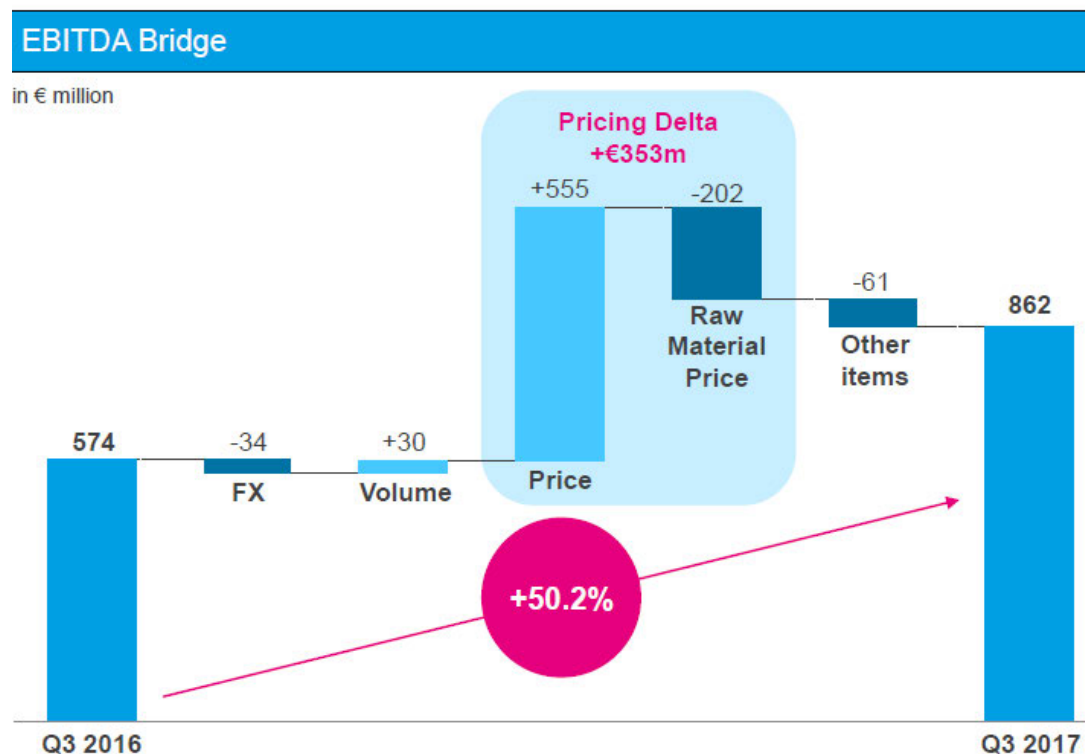 EBITDA Bridge
in € million
Pricing Delta
+€353m
+555
-202
-61
862
Raw
Material
Price
Other
items
574
-34
+30
FX
Volume
Price
+50.2%
Q3 2016
Q3 2017